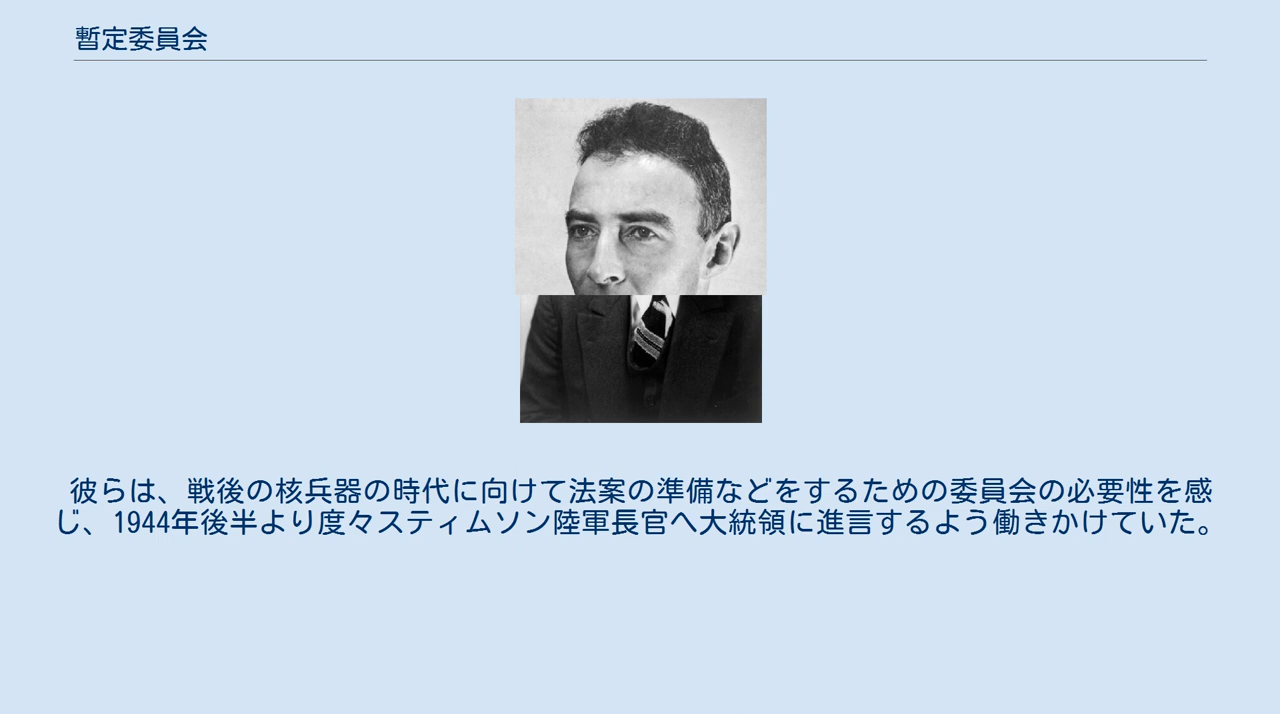 暫定委員会
彼らは、戦後の核兵器の時代に向けて法案の準備などをするための委員会の必要性を感
じ、1944年後半より度々スティムソン陸軍長官へ大統領に進言するよう働きかけていた。